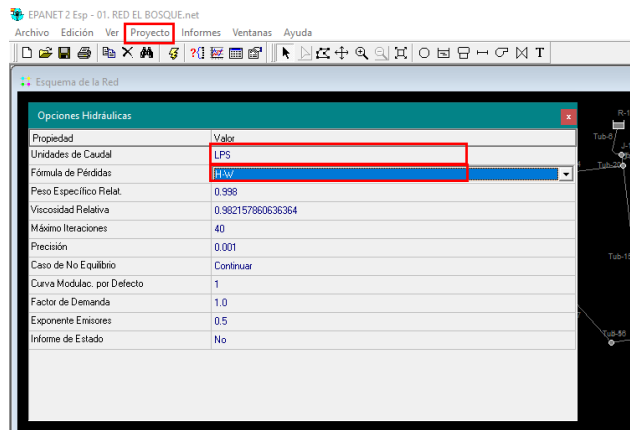 EPANET 2 Esp - 01. RED EL BOSQUE.net
Archivo Edición Ver Proyecto Informes Ventanas Ayuda
T
Esquema de la Red
Opciones Hidráulicas x
Propiedad Valor
Unidades de Caudal LPS
Fórmula de Pérdidas H-W
Peso Específico Relat. 0.998
Viscosidad Relativa 0.982157860636364
Máximo Iteraciones 40
Precisión 0.001
Caso de No Equilibrio Continuar
Curva Modulac. por Defecto 1
Factor de Demanda 1.0
Exponente Emisores 0.5
Informe de Estado No
R-1
Tub-6
J-1
Tub-20
Tub-15
Tub-56